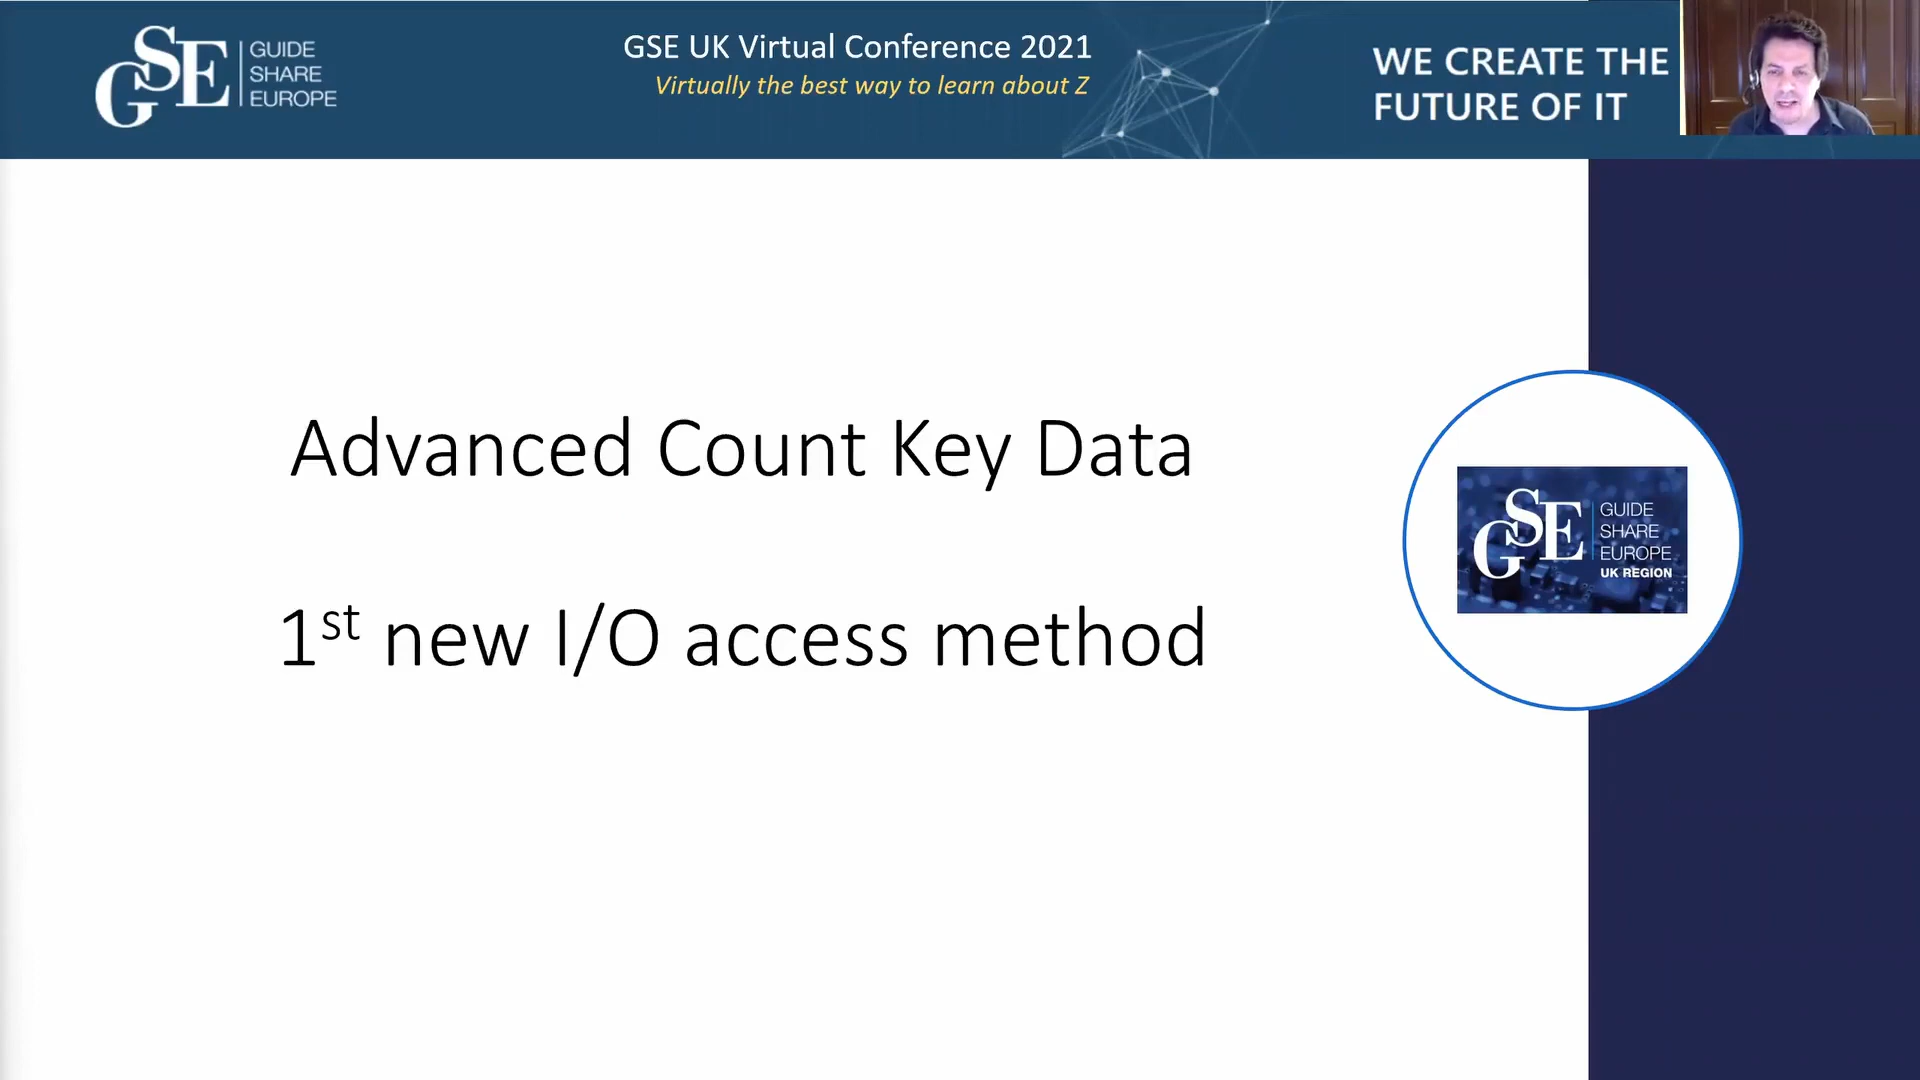 GSE
GUIDE
SHARE
EUROPE
GSE UK Virtual Conference 2021
Virtually the best way to learn about Z
WE CREATE THE
FUTURE OF IT
Advanced Count Key Data
1st new I/O access method
GSE
GUIDE
SHARE
EUROPE
UK REGION